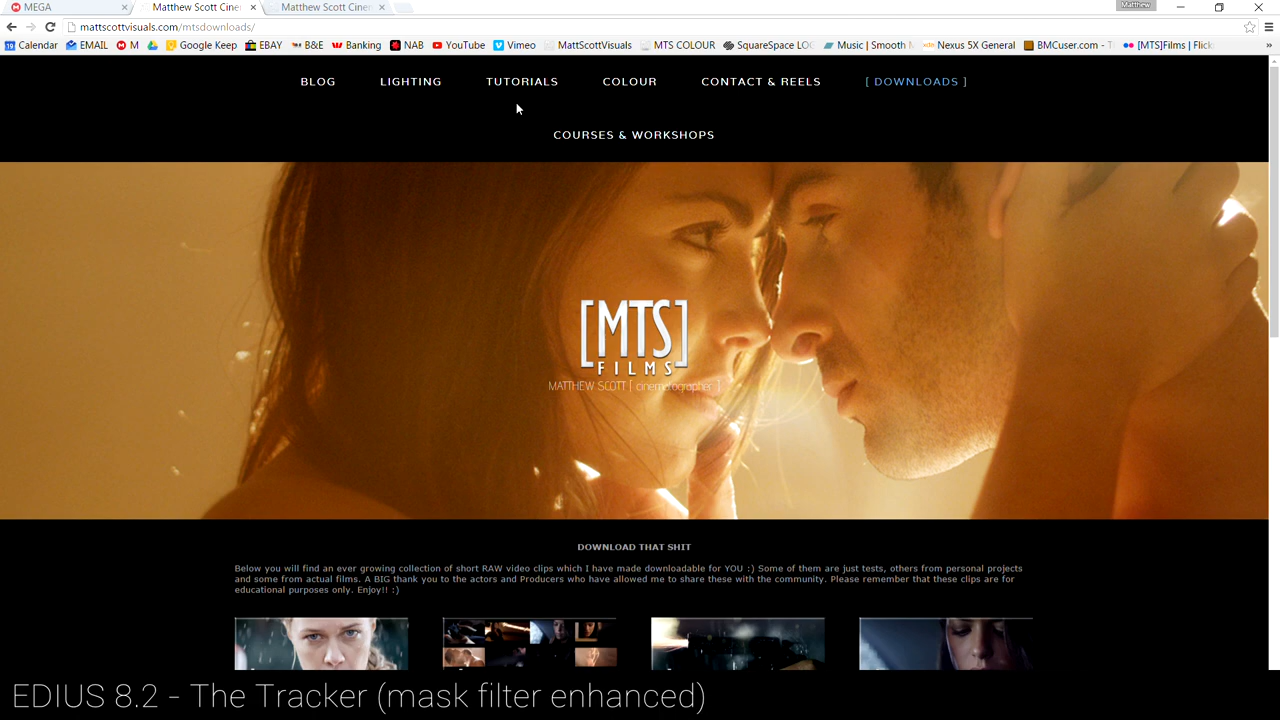 MEGA
Matthew Scott Cine
Matthew Scott Cine
Matthew
mattscottvisuals.com/mtsdownloads/
Calendar
EMAIL
M
Google Keep
EBAY
B&E
Banking
NAB
YouTube
Vimeo
MattScottVisuals
MTS COLOUR
SquareSpace LOG
Music | Smooth
Nexus 5X General
BMCuser.com - T
[MTS]Films | Flick
»
BLOG
LIGHTING
TUTORIALS
COLOUR
CONTACT & REELS
[ DOWNLOADS ]
COURSES & WORKSHOPS
[MTS]
FILMS
MATTHEW SCOTT [ cinematographer ]
DOWNLOAD THAT SHIT
Below you will find an ever growing collection of short RAW video clips which I have made downloadable for YOU :) Some of them are just tests, others from personal projects
and some from actual films. A BIG thank you to the actors and Producers who have allowed me to share these with the community. Please remember that these clips are for
educational purposes only. Enjoy!! :)
EDIUS 8.2 - The Tracker (mask filter enhanced)